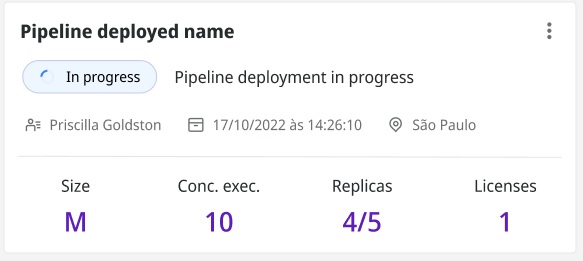 Pipeline deployed name
In progress Pipeline deployment in progress
Priscilla Goldston 17/10/2022 às 14:26:10 São Paulo
Size Conc. exec. Replicas Licenses
M 10 4/5 1